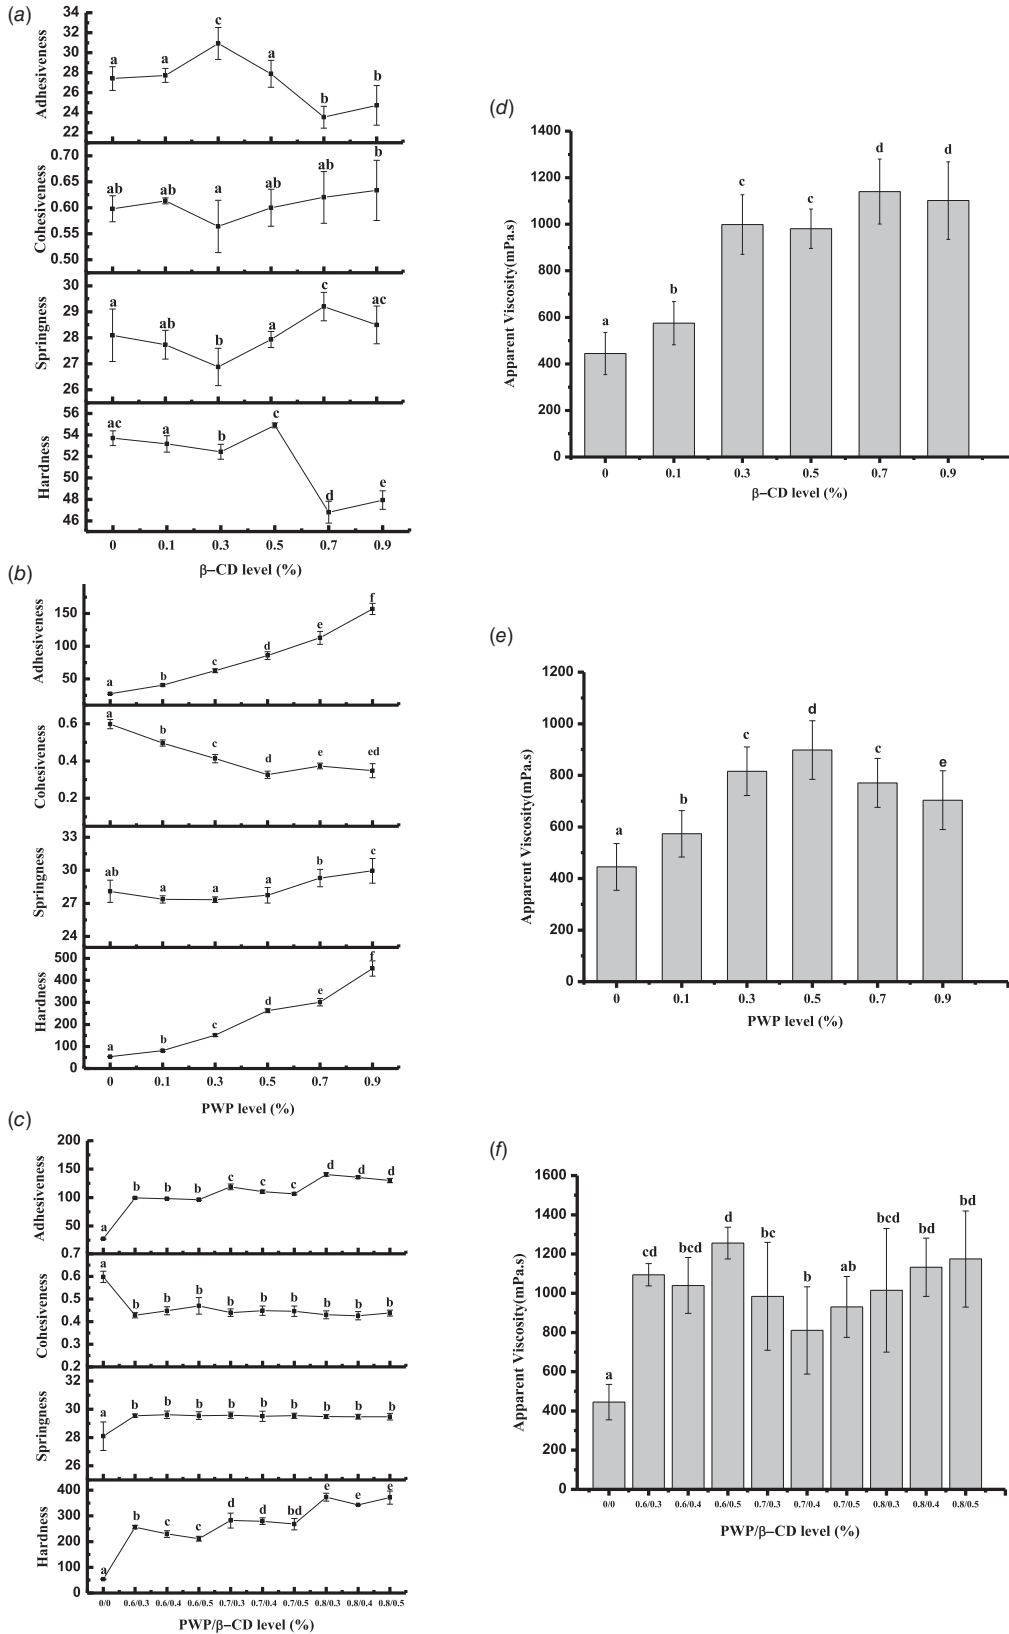 (a)
34
32
30
28
26
24
22
Adhesiveness
a a c a b b
0.70
0.65
0.60
0.55
0.50
Cohesiveness
ab ab a ab ab b
30
29
28
27
26
Springness
a ab b a c ac
56
54
52
50
48
46
Hardness
ac a b c d e
0 0.1 0.3 0.5 0.7 0.9
β−CD level (%)
(b)
150
100
50
Adhesiveness
a b c d e f
0.6
0.4
0.2
Cohesiveness
a b c d e ed
33
30
27
24
Springness
ab a a a b c
500
400
300
200
100
0
Hardness
a b c d e f
0 0.1 0.3 0.5 0.7 0.9
PWP level (%)
(c)
200
150
100
50
Adhesiveness
a b b b c c c d d d
0.7
0.6
0.5
0.4
0.3
0.2
Cohesiveness
a b b b b b b b b b
32
30
28
26
Springness
a b b b b b b b b b
400
300
200
100
0
Hardness
a b c c d d bd e e e
0/0 0.6/0.3 0.6/0.4 0.6/0.5 0.7/0.3 0.7/0.4 0.7/0.5 0.8/0.3 0.8/0.4 0.8/0.5
PWP/β−CD level (%)
(d)
1400
1200
1000
800
600
400
200
0
Apparent Viscosity(mPa.s)
a b c c d d
0 0.1 0.3 0.5 0.7 0.9
β−CD level (%)
(e)
1200
1000
800
600
400
200
0
Apparent Viscosity(mPa.s)
a b c d c e
0 0.1 0.3 0.5 0.7 0.9
PWP level (%)
(f)
1600
1400
1200
1000
800
600
400
200
0
Apparent Viscosity(mPa.s)
a cd bcd d bc b ab bcd bd bd
0/0 0.6/0.3 0.6/0.4 0.6/0.5 0.7/0.3 0.7/0.4 0.7/0.5 0.8/0.3 0.8/0.4 0.8/0.5
PWP/β−CD level (%)